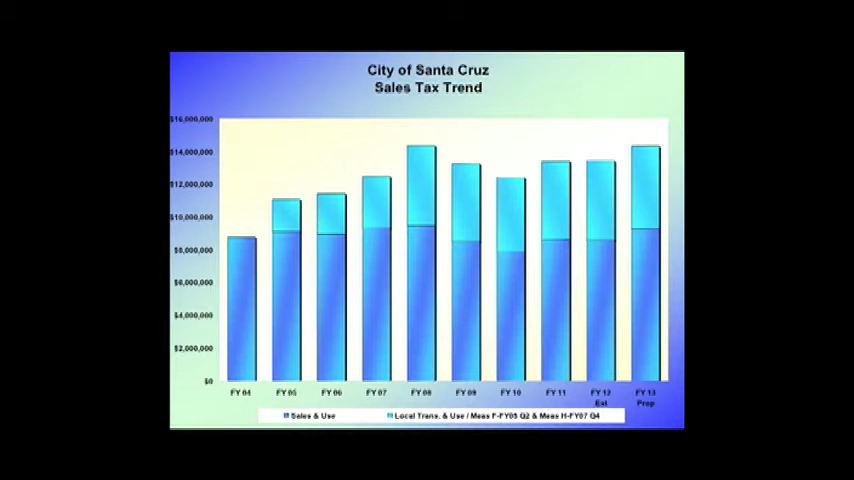 City of Santa Cruz
Sales Tax Trend
$16,000,000
$14,000,000
$12,000,000
$10,000,000
$8,000,000
$6,000,000
$4,000,000
$2,000,000
$0
FY 04 FY 05 FY 06 FY 07 FY 08 FY 09 FY 10 FY 11 FY 12 FY 13
Est Prop
Sales & Use Local Trans. & Use / Meas F-FY05 Q2 & Meas H-FY07 Q4